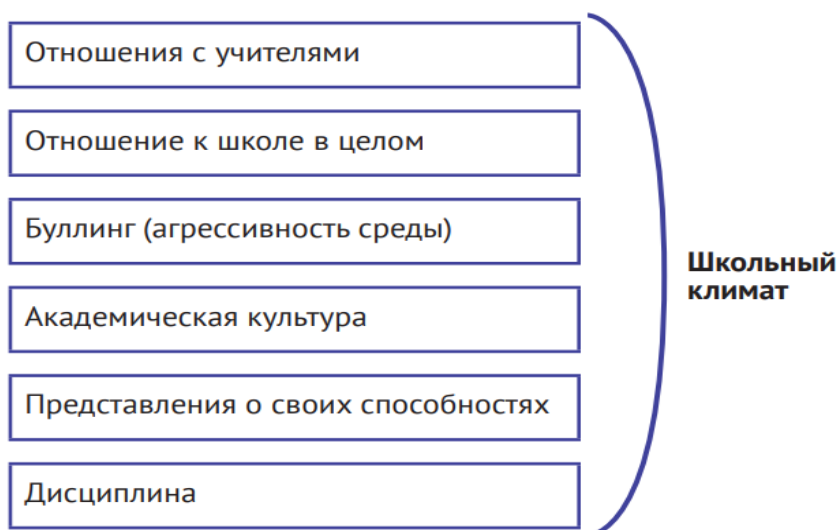 Отношения с учителями
Отношение к школе в целом
Буллинг (агрессивность среды)
Академическая культура
Представления о своих способностях
Дисциплина
Школьный
климат